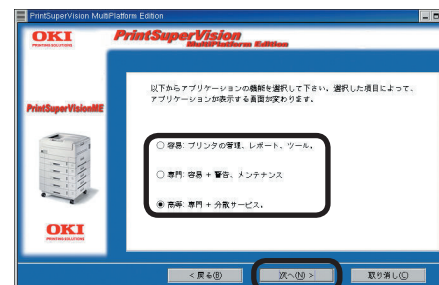 PrintSuperVision MultiPlatform Edition
OKI
PRINTING SOLUTIONS
PrintSuperVision
MultiPlatform Edition
以下からアプリケーションの機能を選択して下さい。選択した項目によって、
アプリケーションが表示する画面が変わります。
PrintSuperVisionME
容易: プリンタの管理、レポート、ツール。
専門: 容易 + 警告、メンテナンス
高等: 専門 + 分散サービス。
OKI
PRINTING SOLUTIONS
< 戻る(B)
次へ(N) >
取り消し(C)